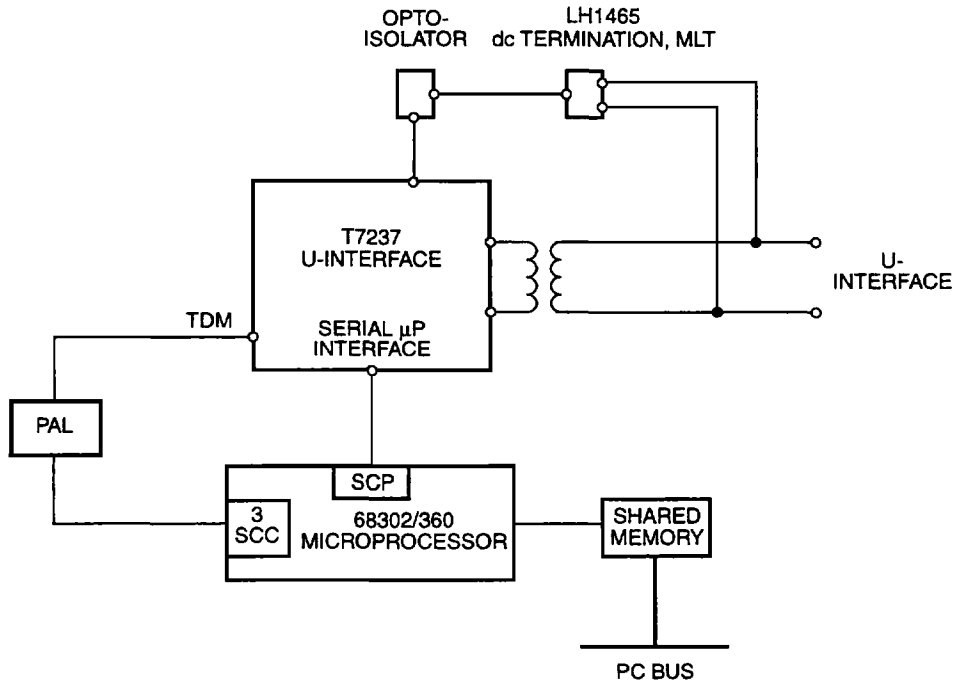 OPTO-
ISOLATOR
LH1465
dc TERMINATION, MLT
T7237
U-INTERFACE
U-
INTERFACE
TDM
SERIAL µP
INTERFACE
PAL
SCP
3
SCC
68302/360
MICROPROCESSOR
SHARED
MEMORY
PC BUS